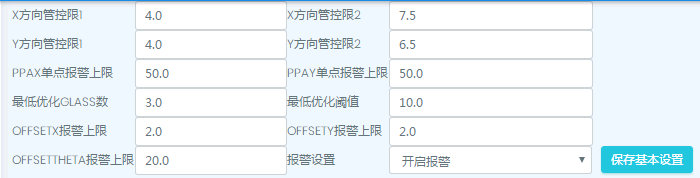 X方向管控限1 4.0 X方向管控限2 7.5
Y方向管控限1 4.0 Y方向管控限2 6.5
PPAX单点报警上限 50.0 PPAY单点报警上限 50.0
最低优化GLASS数 3.0 最低优化阈值 10.0
OFFSETX报警上限 2.0 OFFSETY报警上限 2.0
OFFSETTHETA报警上限 20.0 报警设置 开启报警 保存基本设置